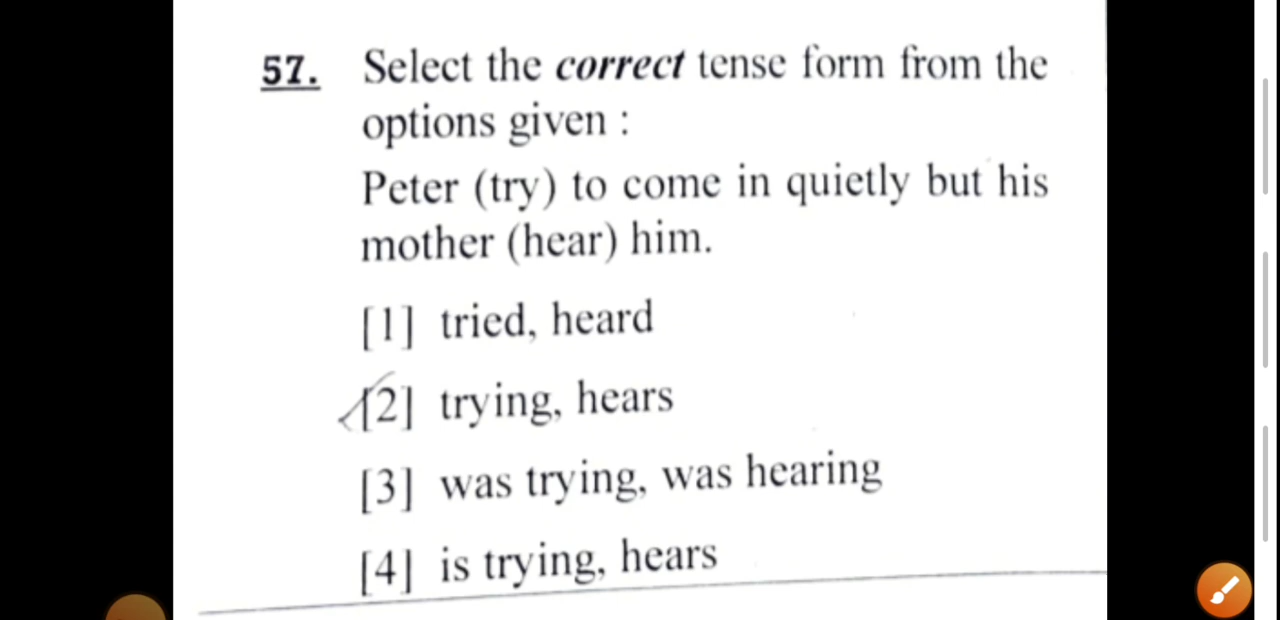 57. Select the correct tense form from the
options given :
Peter (try) to come in quietly but his
mother (hear) him.
[1] tried, heard
[2] trying, hears
[3] was trying, was hearing
[4] is trying, hears